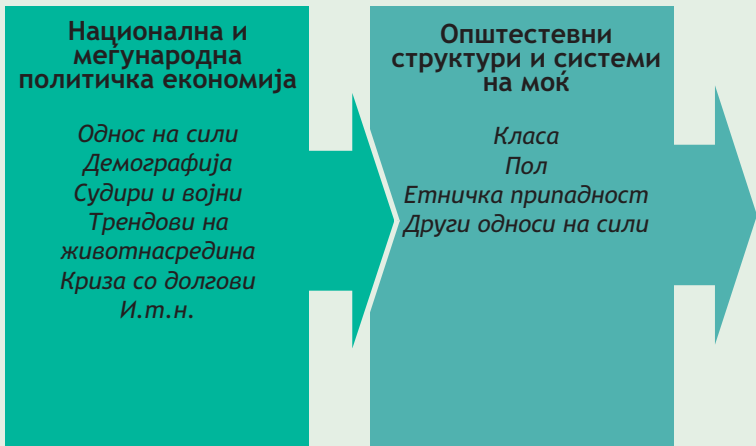 Национална и
меѓународна
политичка економија
Однос на сили
Демографија
Судири и војни
Трендови на
животнасредина
Криза со долгови
И.т.н.
Општестевни
структури и системи
на моќ
Класа
Пол
Етничка припадност
Други односи на сили